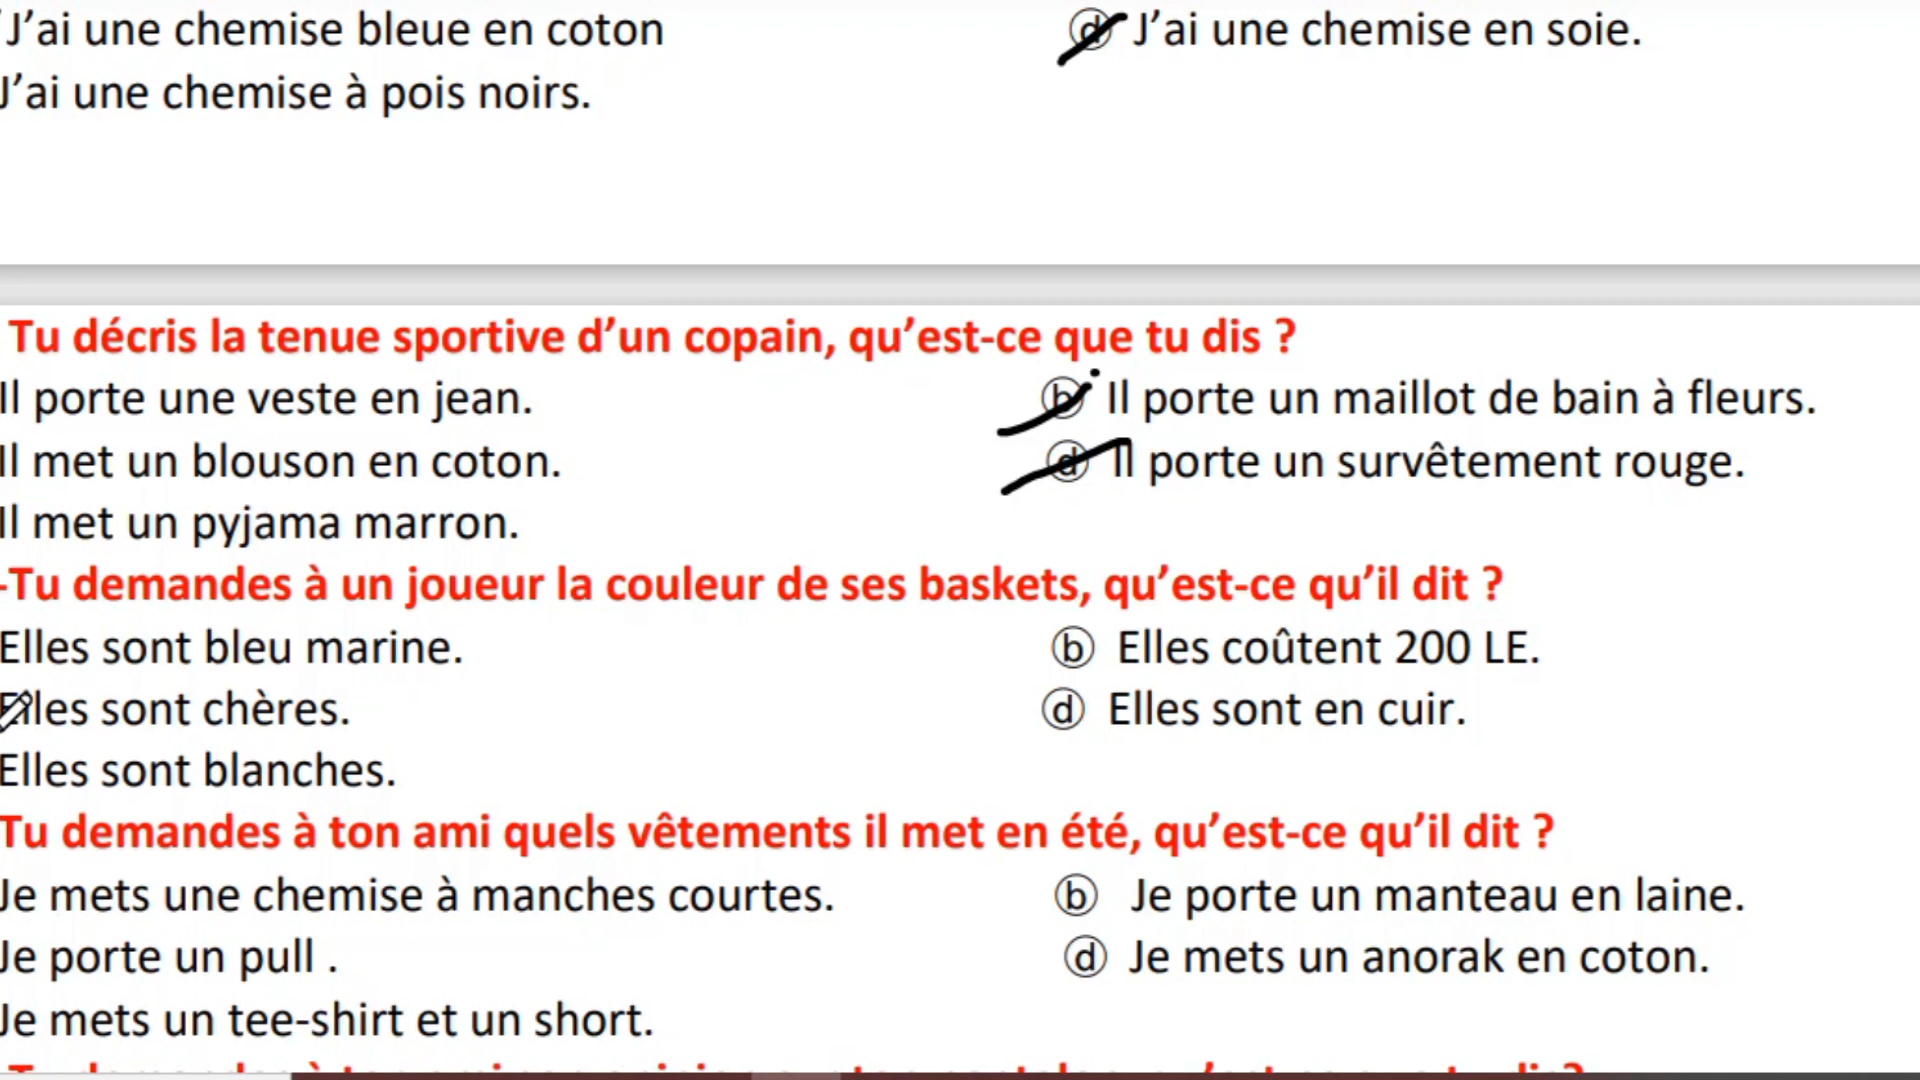 J’ai une chemise bleue en coton
ⓓ J’ai une chemise en soie.
J’ai une chemise à pois noirs.
Tu décris la tenue sportive d’un copain, qu’est-ce que tu dis ?
Il porte une veste en jean.
ⓑ Il porte un maillot de bain à fleurs.
Il met un blouson en coton.
ⓓ Il porte un survêtement rouge.
Il met un pyjama marron.
-Tu demandes à un joueur la couleur de ses baskets, qu’est-ce qu’il dit ?
Elles sont bleu marine.
ⓑ Elles coûtent 200 LE.
Elles sont chères.
ⓓ Elles sont en cuir.
Elles sont blanches.
Tu demandes à ton ami quels vêtements il met en été, qu’est-ce qu’il dit ?
Je mets une chemise à manches courtes.
ⓑ Je porte un manteau en laine.
Je porte un pull .
ⓓ Je mets un anorak en coton.
Je mets un tee-shirt et un short.